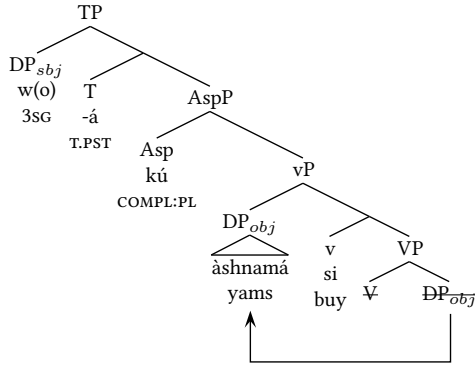 TP
DP_sbj
w(o)
3SG
T
-á
T.PST
AspP
Asp
kú
COMPL:PL
vP
DP_obj
àshnamá
yams
v
si
buy
VP
V
DP_obj